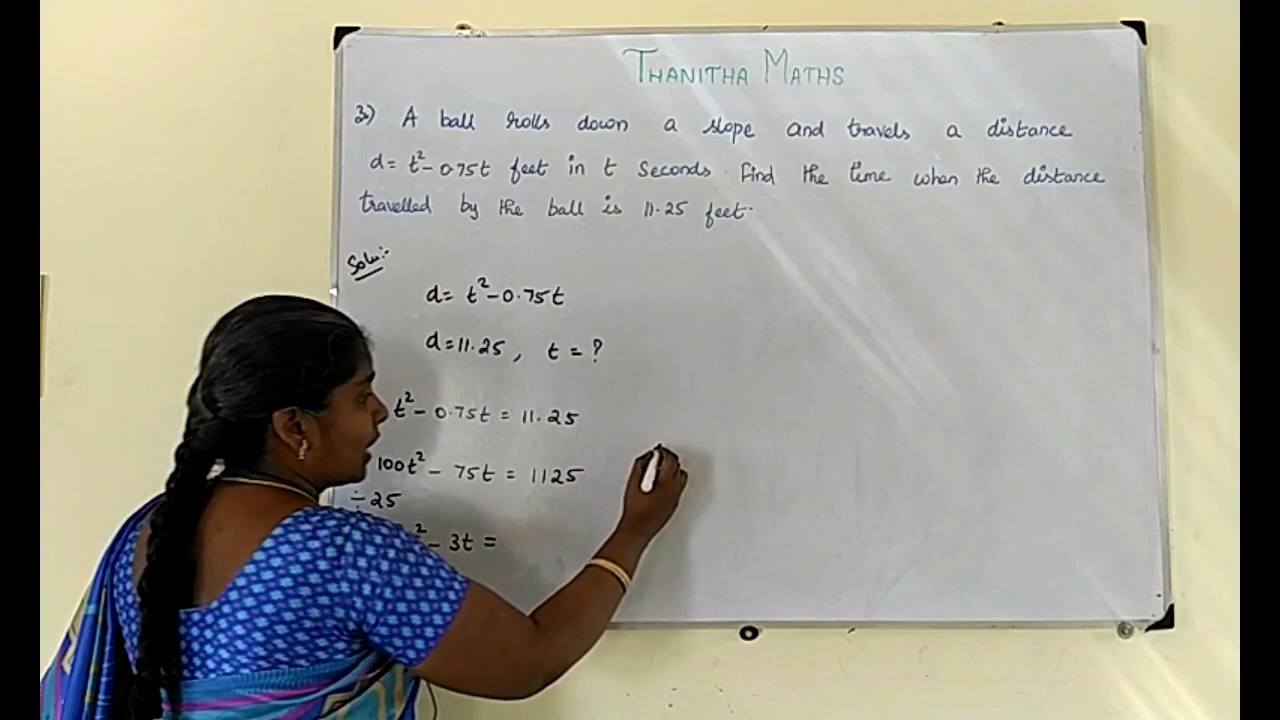 THANITHA MATHS
3) A ball rolls down a slope and travels a distance
d = t² - 0.75t feet in t Seconds. Find the time when the distance
travelled by the ball is 11.25 feet.
Solu:-
d = t² - 0.75t
d = 11.25, t = ?
t² - 0.75t = 11.25
100t² - 75t = 1125
÷ 25
² - 3t =